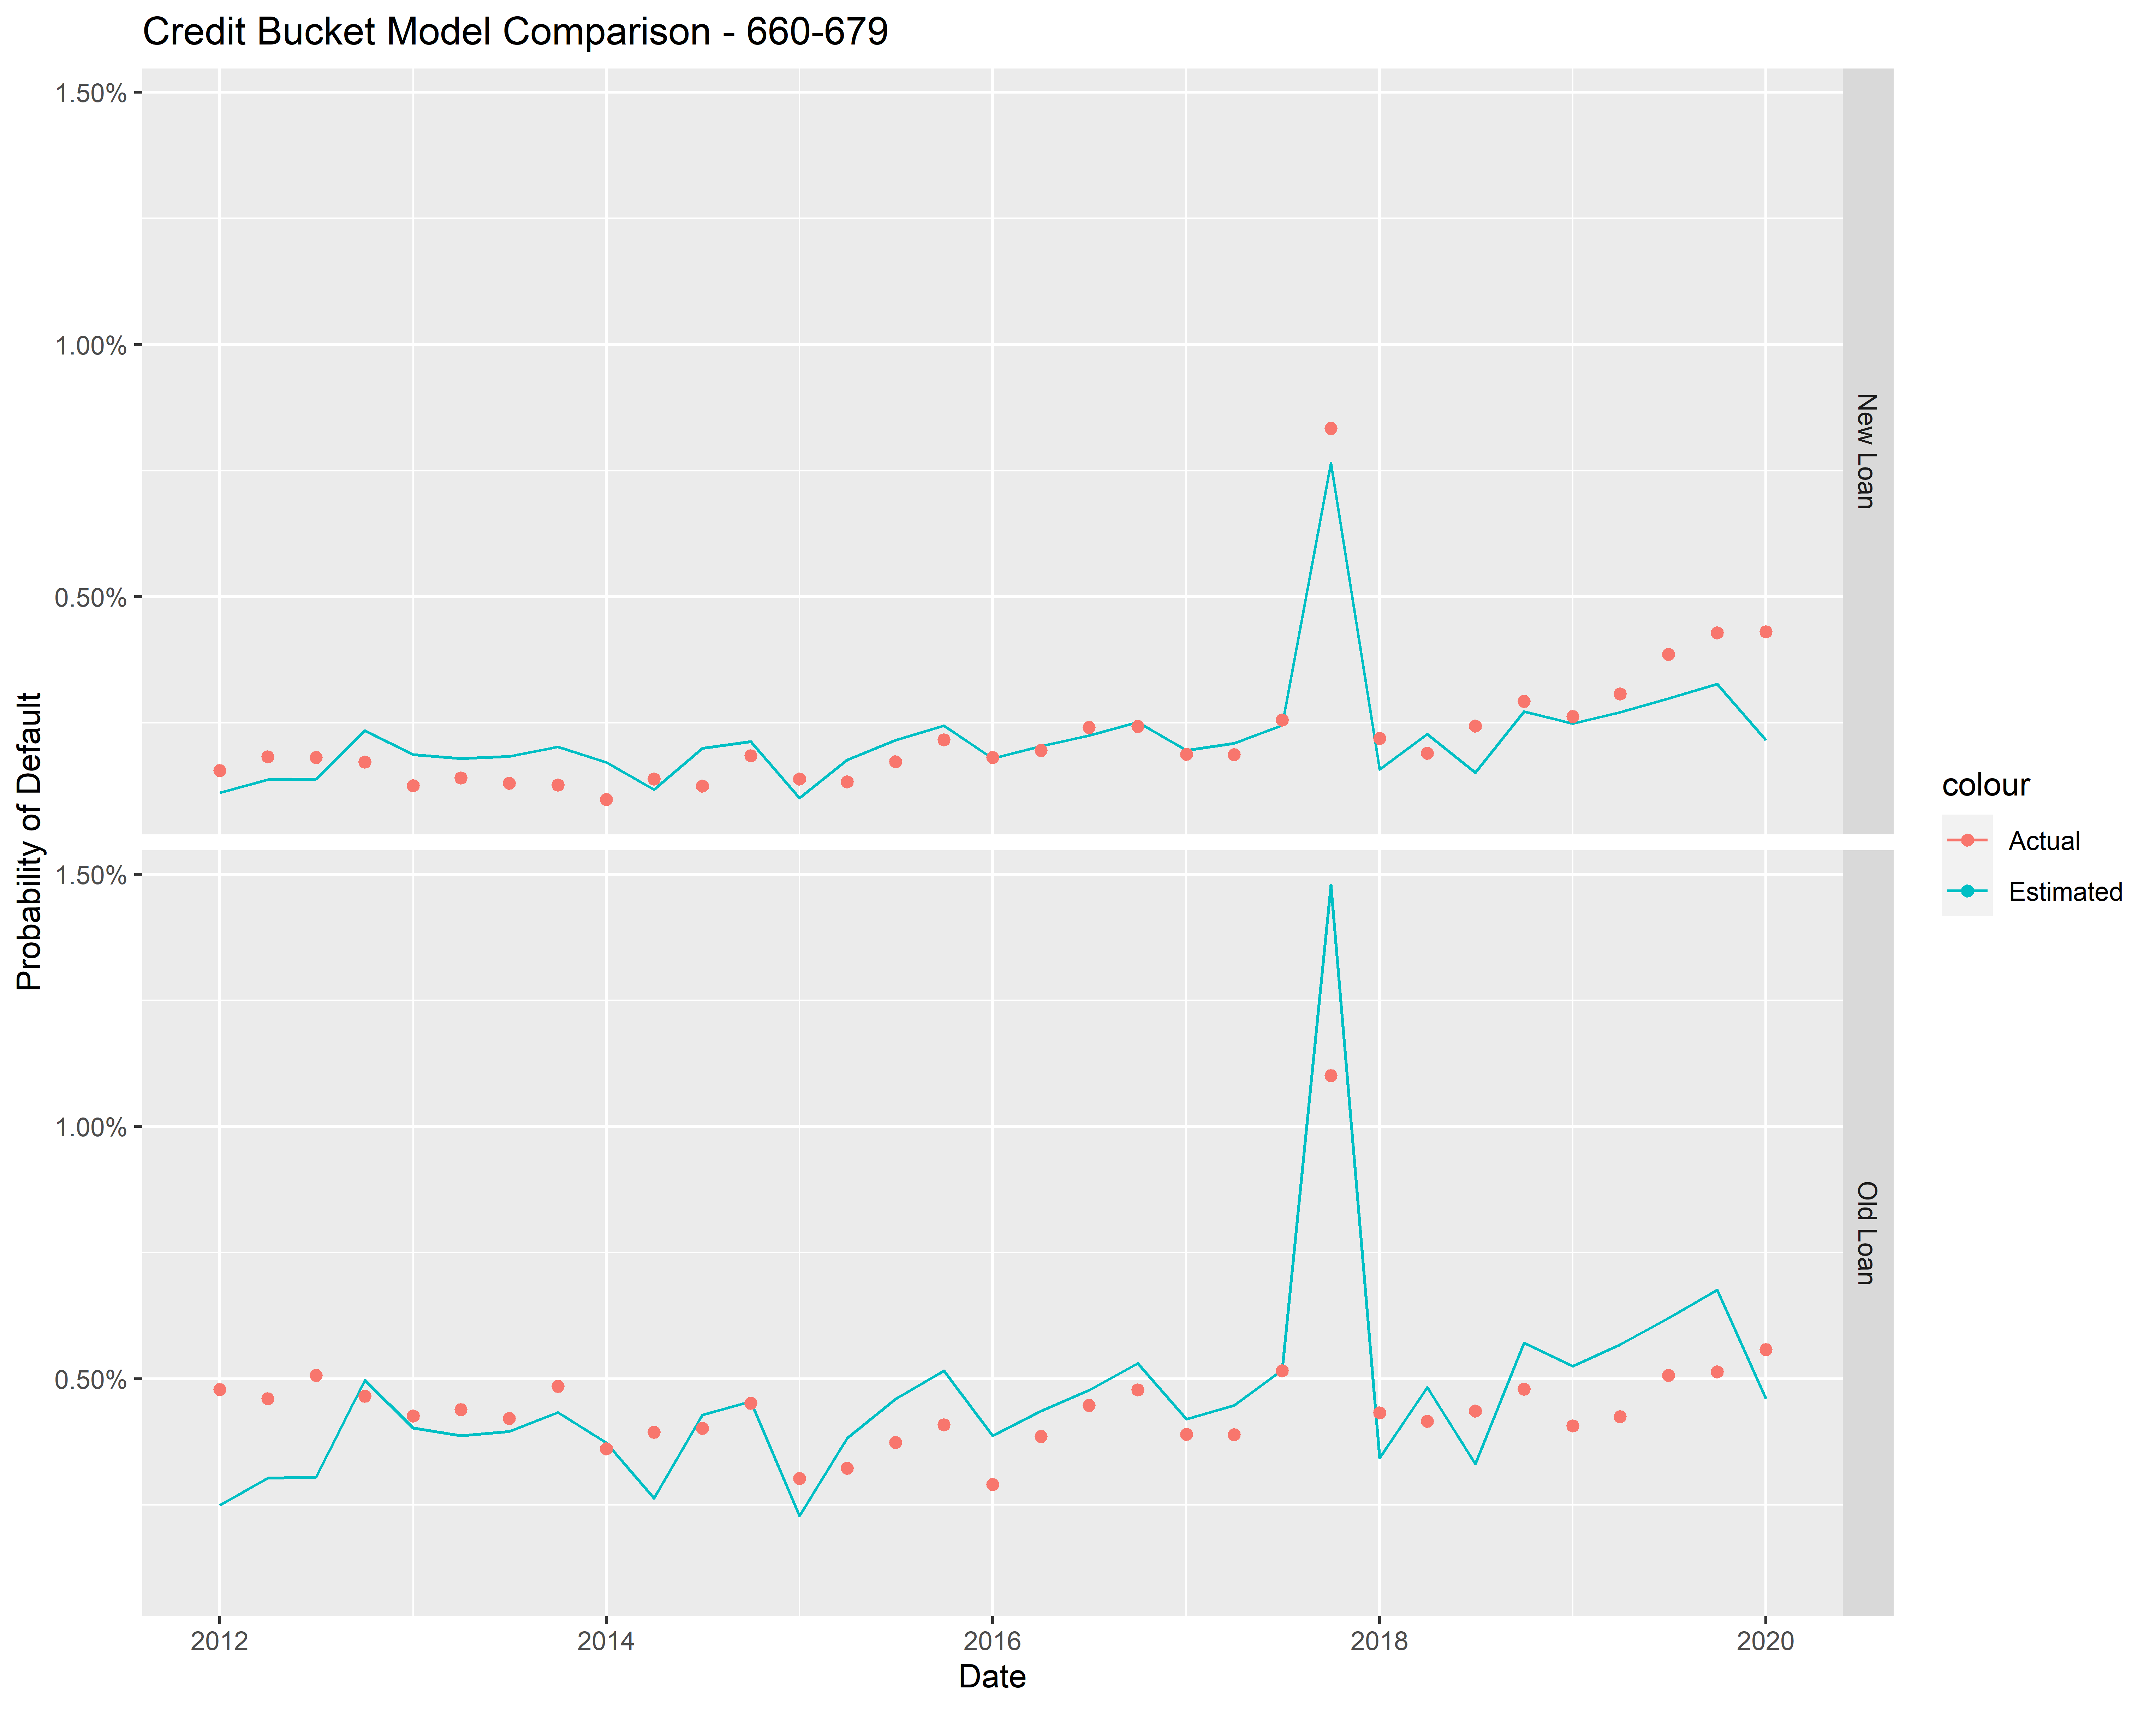 Credit Bucket Model Comparison - 660-679
1.50%
1.00%
0.50%
New Loan
1.50%
1.00%
0.50%
Old Loan
Probability of Default
2012
2014
2016
2018
2020
Date
colour
Actual
Estimated